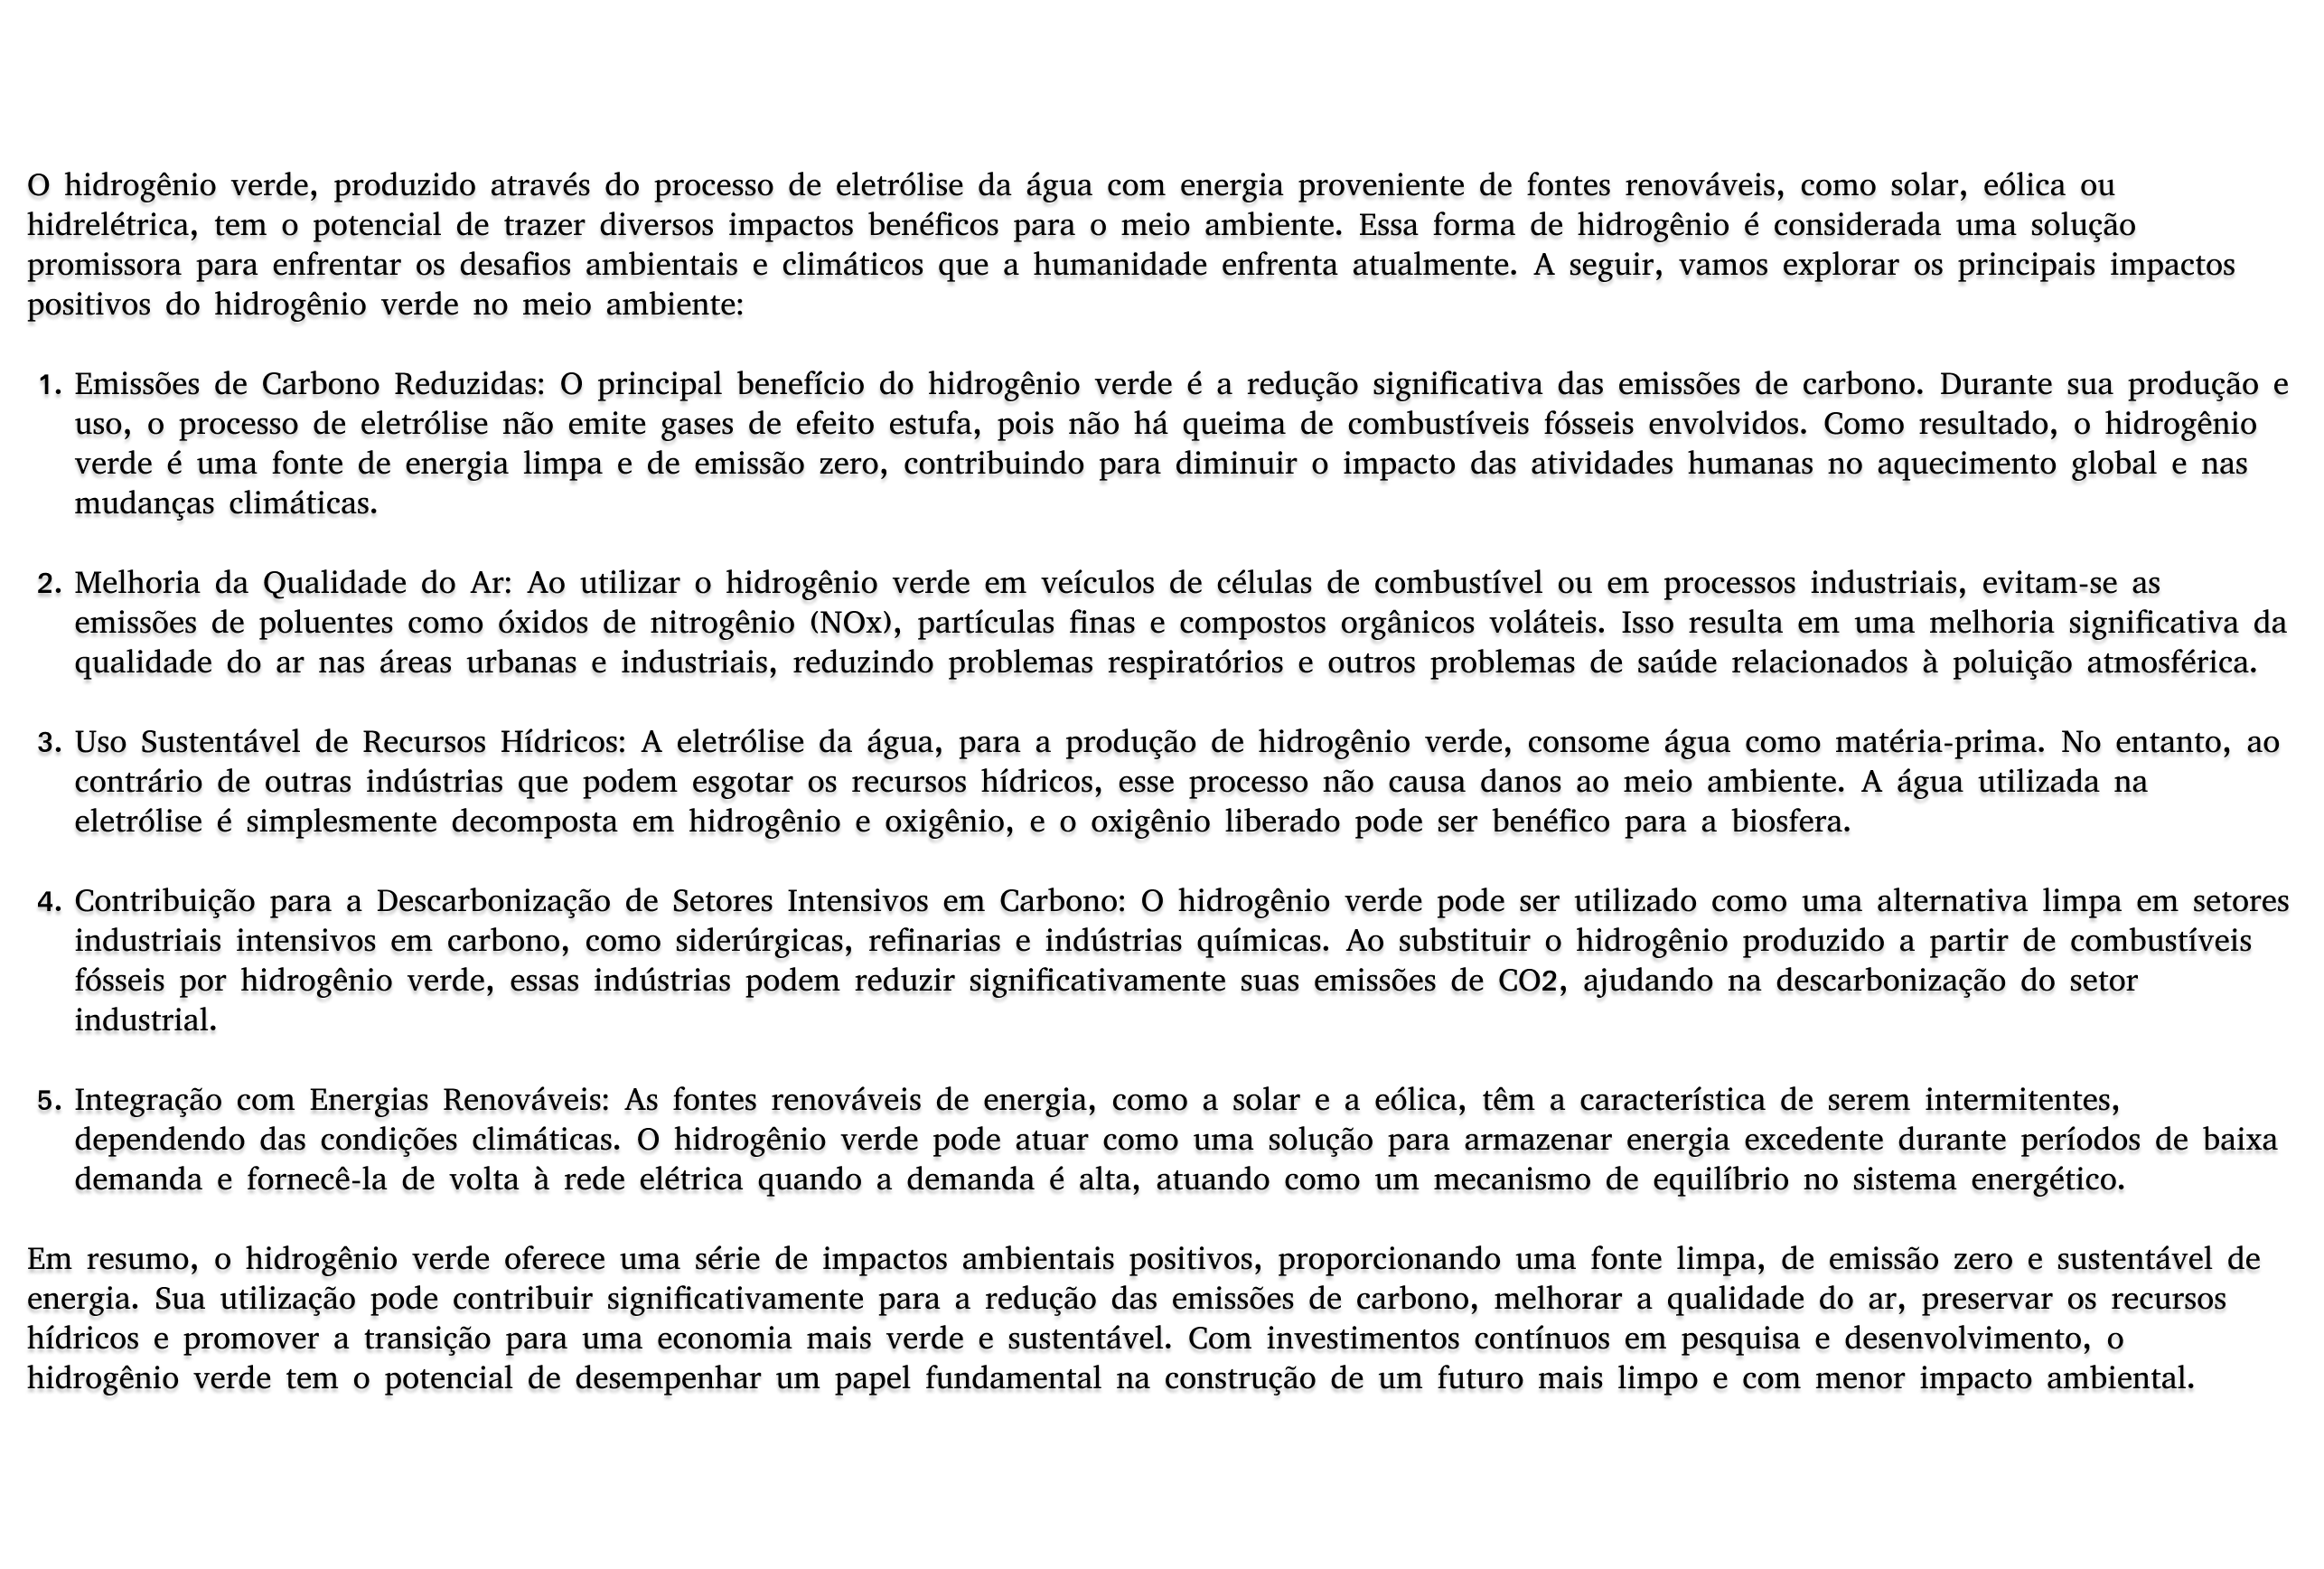 O hidrogênio verde, produzido através do processo de eletrólise da água com energia proveniente de fontes renováveis, como solar, eólica ou
hidrelétrica, tem o potencial de trazer diversos impactos benéficos para o meio ambiente. Essa forma de hidrogênio é considerada uma solução
promissora para enfrentar os desafios ambientais e climáticos que a humanidade enfrenta atualmente. A seguir, vamos explorar os principais impactos
positivos do hidrogênio verde no meio ambiente:
1. Emissões de Carbono Reduzidas: O principal benefício do hidrogênio verde é a redução significativa das emissões de carbono. Durante sua produção e
uso, o processo de eletrólise não emite gases de efeito estufa, pois não há queima de combustíveis fósseis envolvidos. Como resultado, o hidrogênio
verde é uma fonte de energia limpa e de emissão zero, contribuindo para diminuir o impacto das atividades humanas no aquecimento global e nas
mudanças climáticas.
2. Melhoria da Qualidade do Ar: Ao utilizar o hidrogênio verde em veículos de células de combustível ou em processos industriais, evitam-se as
emissões de poluentes como óxidos de nitrogênio (NOx), partículas finas e compostos orgânicos voláteis. Isso resulta em uma melhoria significativa da
qualidade do ar nas áreas urbanas e industriais, reduzindo problemas respiratórios e outros problemas de saúde relacionados à poluição atmosférica.
3. Uso Sustentável de Recursos Hídricos: A eletrólise da água, para a produção de hidrogênio verde, consome água como matéria-prima. No entanto, ao
contrário de outras indústrias que podem esgotar os recursos hídricos, esse processo não causa danos ao meio ambiente. A água utilizada na
eletrólise é simplesmente decomposta em hidrogênio e oxigênio, e o oxigênio liberado pode ser benéfico para a biosfera.
4. Contribuição para a Descarbonização de Setores Intensivos em Carbono: O hidrogênio verde pode ser utilizado como uma alternativa limpa em setores
industriais intensivos em carbono, como siderúrgicas, refinarias e indústrias químicas. Ao substituir o hidrogênio produzido a partir de combustíveis
fósseis por hidrogênio verde, essas indústrias podem reduzir significativamente suas emissões de CO2, ajudando na descarbonização do setor
industrial.
5. Integração com Energias Renováveis: As fontes renováveis de energia, como a solar e a eólica, têm a característica de serem intermitentes,
dependendo das condições climáticas. O hidrogênio verde pode atuar como uma solução para armazenar energia excedente durante períodos de baixa
demanda e fornecê-la de volta à rede elétrica quando a demanda é alta, atuando como um mecanismo de equilíbrio no sistema energético.
Em resumo, o hidrogênio verde oferece uma série de impactos ambientais positivos, proporcionando uma fonte limpa, de emissão zero e sustentável de
energia. Sua utilização pode contribuir significativamente para a redução das emissões de carbono, melhorar a qualidade do ar, preservar os recursos
hídricos e promover a transição para uma economia mais verde e sustentável. Com investimentos contínuos em pesquisa e desenvolvimento, o
hidrogênio verde tem o potencial de desempenhar um papel fundamental na construção de um futuro mais limpo e com menor impacto ambiental.